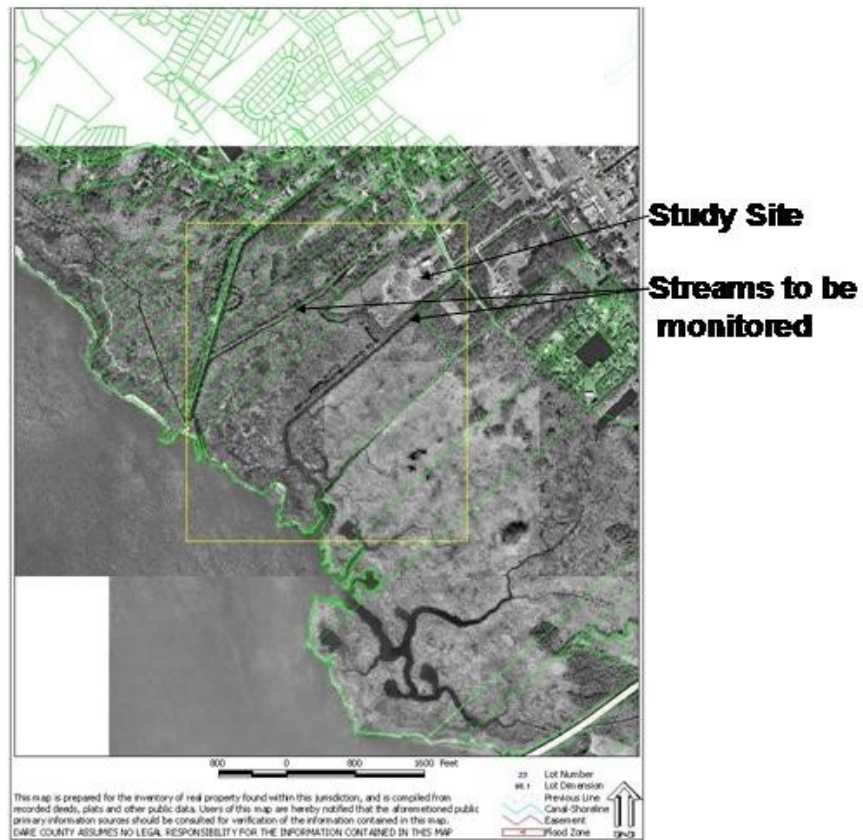 Study Site
Streams to be
monitored
800 0 800 1600 Feet
This map is prepared for the inventory of real property found within this jurisdiction, and is compiled from
recorded deeds, plats and other public data. Users of this map are hereby notified that the aforementioned public
primary information sources should be consulted for verification of the information contained in this map.
DARE COUNTY ASSUMES NO LEGAL RESPONSIBILITY FOR THE INFORMATION CONTAINED IN THIS MAP
Lot Number
Lot Dimension
Previous Line
Canal-Shoreline
Easement
Flood Zone